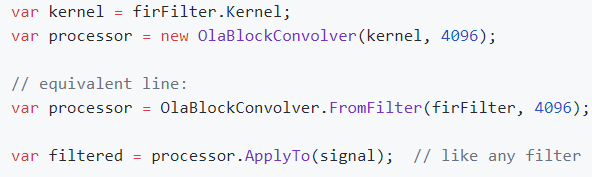 var kernel = firFilter.Kernel;
var processor = new OlaBlockConvolver(kernel, 4096);
// equivalent line:
var processor = OlaBlockConvolver.FromFilter(firFilter, 4096);
var filtered = processor.ApplyTo(signal);  // like any filter